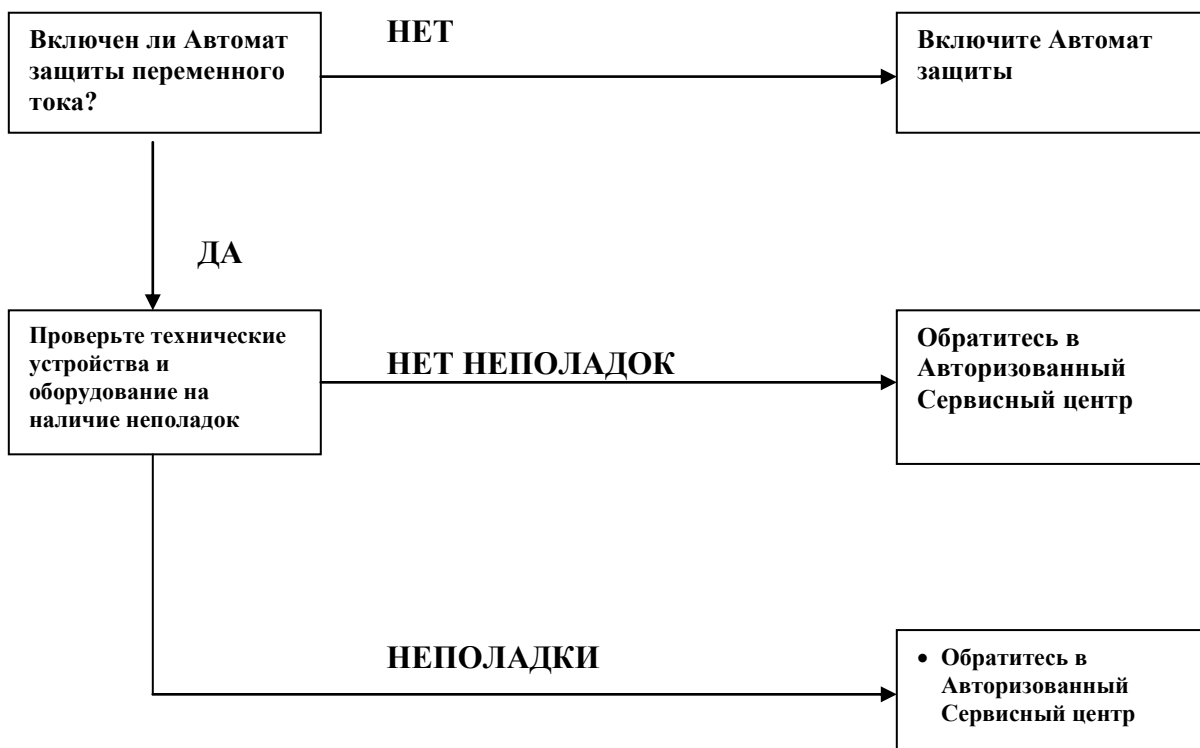 Включен ли Автомат
защиты переменного
тока?
НЕТ
Включите Автомат
защиты
ДА
Проверьте технические
устройства и
оборудование на
наличие неполадок
НЕТ НЕПОЛАДОК
Обратитесь в
Авторизованный
Сервисный центр
НЕПОЛАДКИ
• Обратитесь в
Авторизованный
Сервисный центр